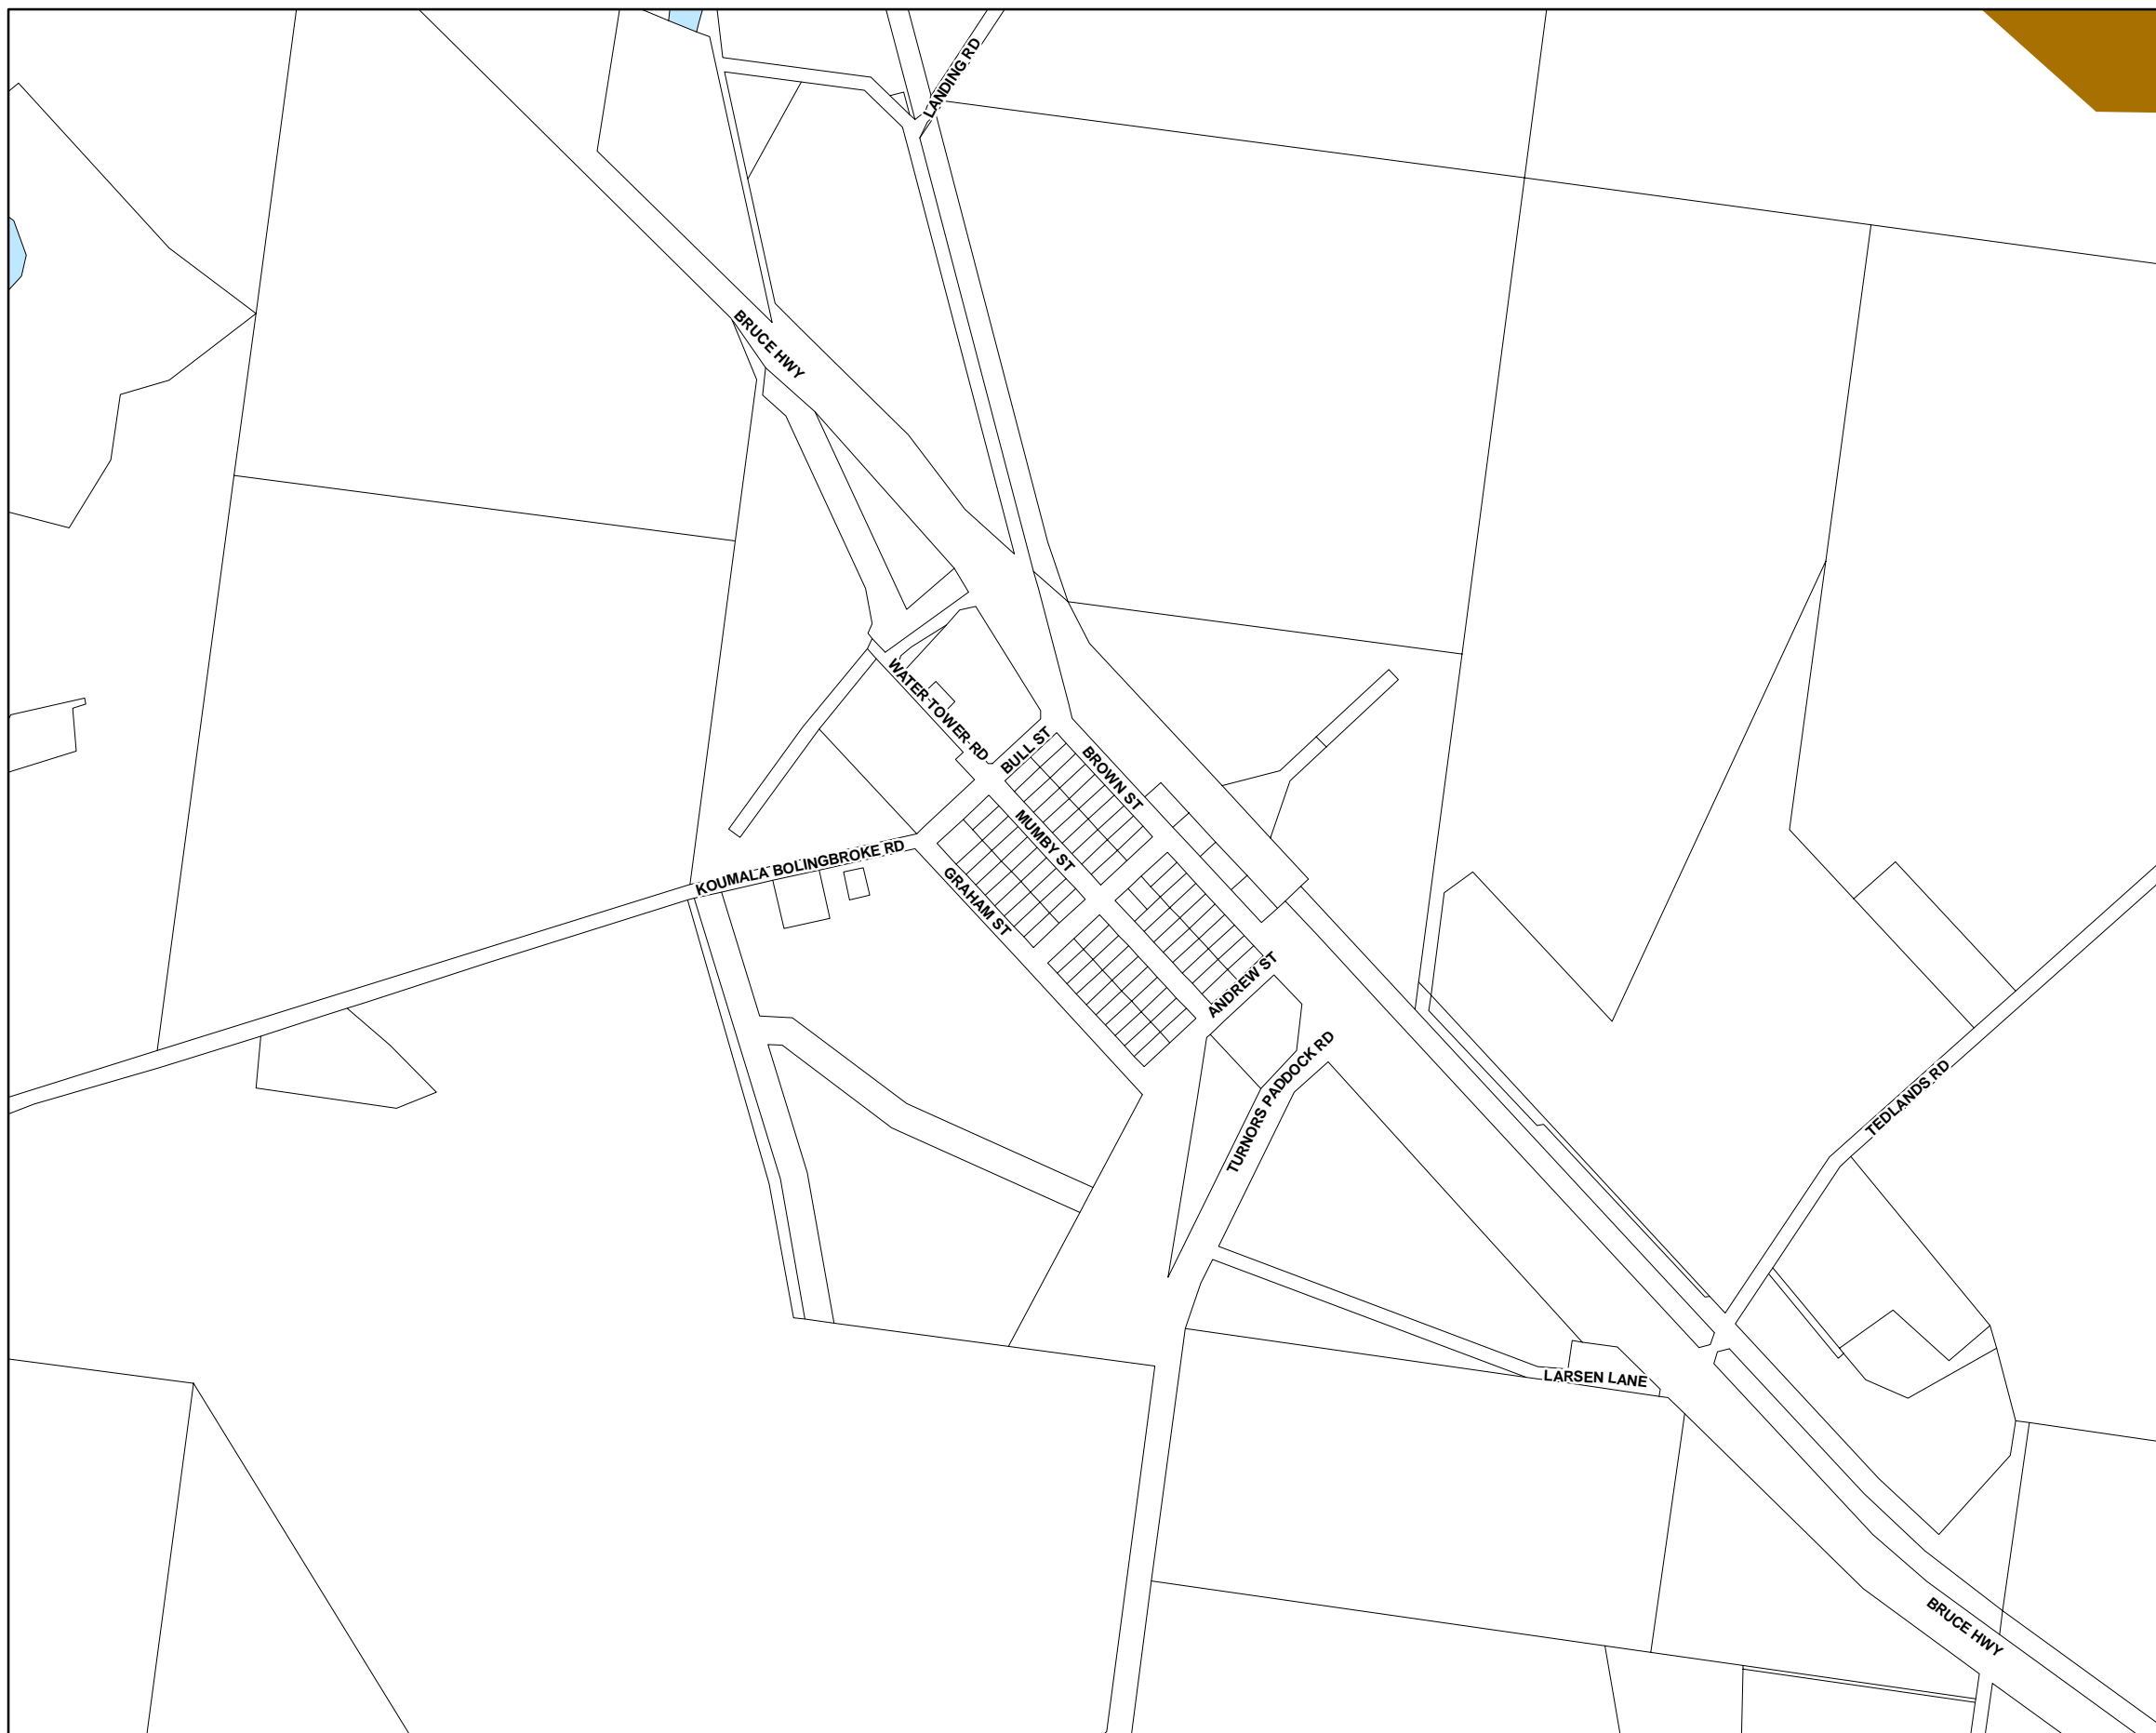 LANDING RD
BRUCE HWY
WATER TOWER RD
BULL ST
BROWN ST
MUMBY ST
KOUMALA BOLINGBROKE RD
GRAHAM ST
ANDREW ST
TURNORS PADDOCK RD
TEDLANDS RD
LARSEN LANE
BRUCE HWY